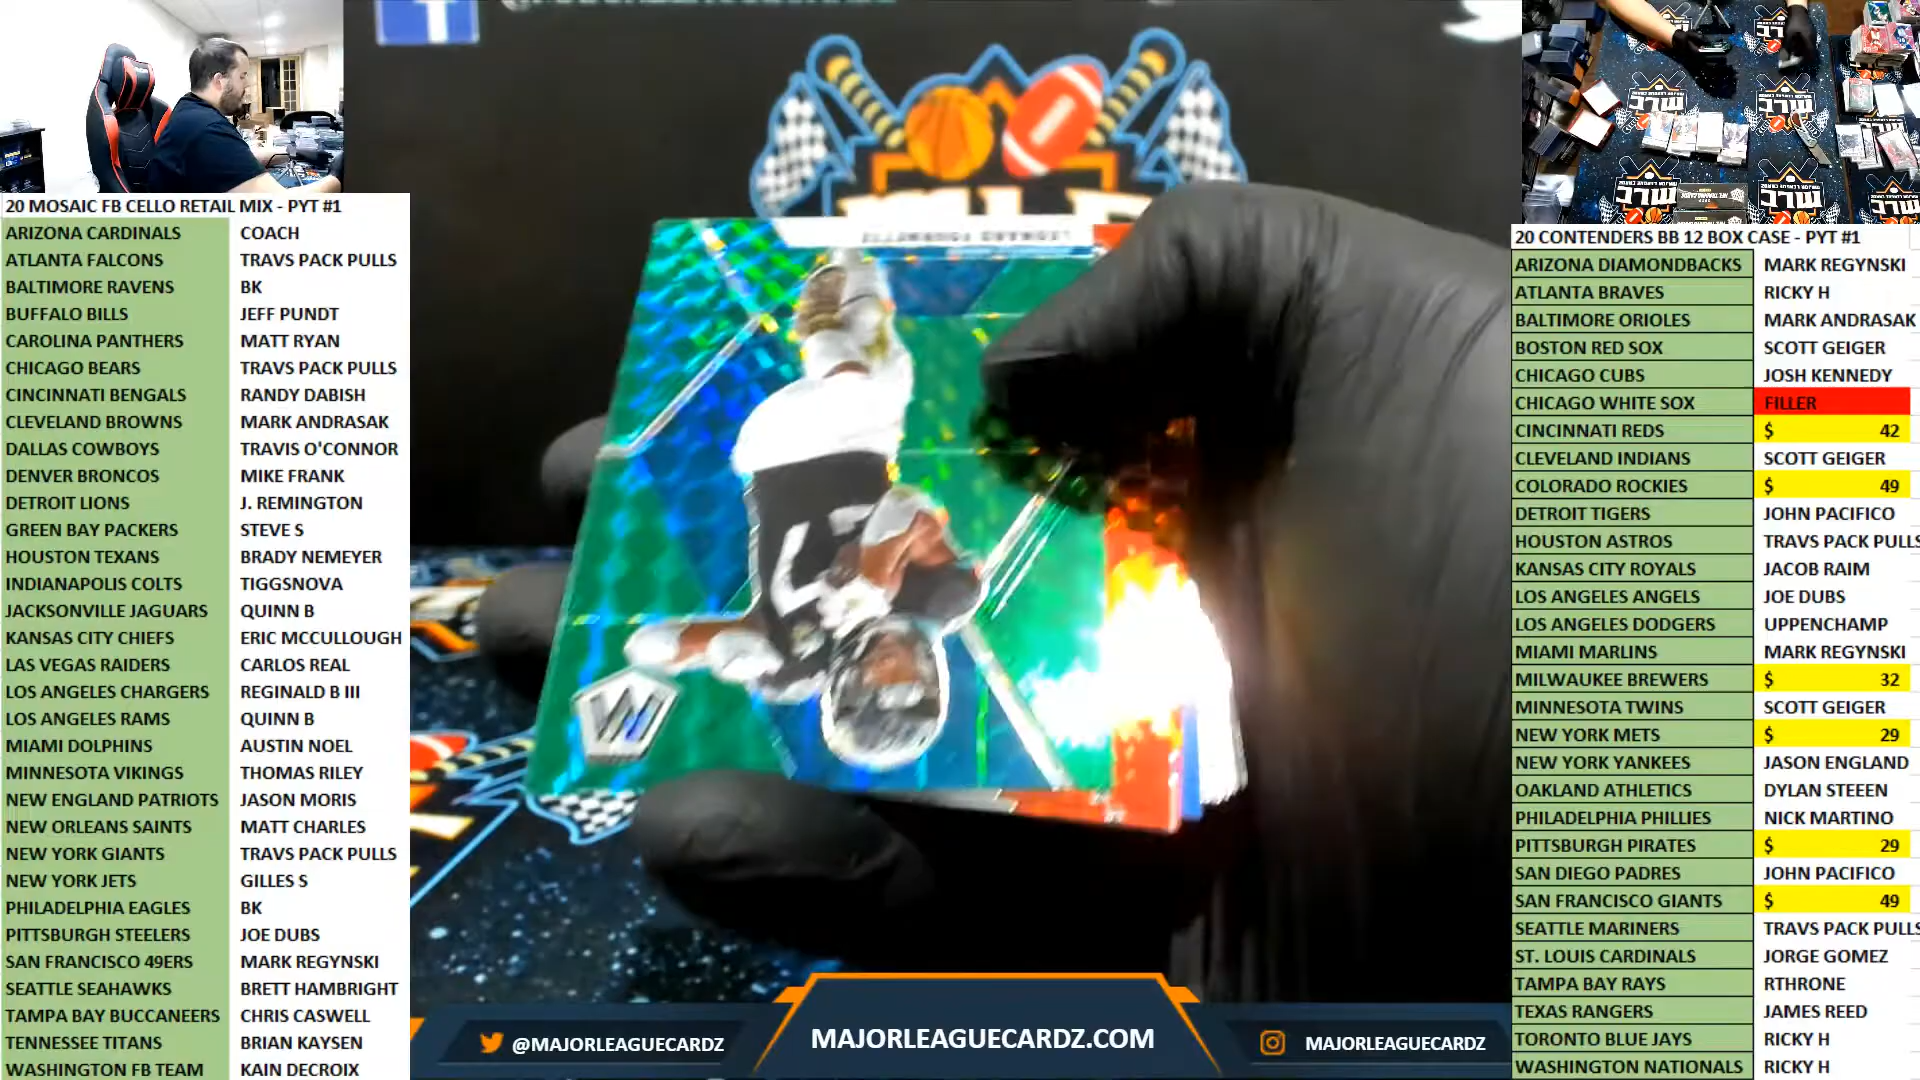 20 MOSAIC FB CELLO RETAIL MIX - PYT #1
ARIZONA CARDINALS COACH
ATLANTA FALCONS TRAVS PACK PULLS
BALTIMORE RAVENS BK
BUFFALO BILLS JEFF PUNDT
CAROLINA PANTHERS MATT RYAN
CHICAGO BEARS TRAVS PACK PULLS
CINCINNATI BENGALS RANDY DABISH
CLEVELAND BROWNS MARK ANDRASAK
DALLAS COWBOYS TRAVIS O'CONNOR
DENVER BRONCOS MIKE FRANK
DETROIT LIONS J. REMINGTON
GREEN BAY PACKERS STEVE S
HOUSTON TEXANS BRADY NEMEYER
INDIANAPOLIS COLTS TIGGSNOVA
JACKSONVILLE JAGUARS QUINN B
KANSAS CITY CHIEFS ERIC MCCULLOUGH
LAS VEGAS RAIDERS CARLOS REAL
LOS ANGELES CHARGERS REGINALD B III
LOS ANGELES RAMS QUINN B
MIAMI DOLPHINS AUSTIN NOEL
MINNESOTA VIKINGS THOMAS RILEY
NEW ENGLAND PATRIOTS JASON MORIS
NEW ORLEANS SAINTS MATT CHARLES
NEW YORK GIANTS TRAVS PACK PULLS
NEW YORK JETS GILLES S
PHILADELPHIA EAGLES BK
PITTSBURGH STEELERS JOE DUBS
SAN FRANCISCO 49ERS MARK REGYNSKI
SEATTLE SEAHAWKS BRETT HAMBRIGHT
TAMPA BAY BUCCANEERS CHRIS CASWELL
TENNESSEE TITANS BRIAN KAYSEN
WASHINGTON FB TEAM KAIN DECROIX
@MAJORLEAGUECARDZ
MAJORLEAGUECARDZ.COM
MAJORLEAGUECARDZ
20 CONTENDERS BB 12 BOX CASE - PYT #1
ARIZONA DIAMONDBACKS MARK REGYNSKI
ATLANTA BRAVES RICKY H
BALTIMORE ORIOLES MARK ANDRASAK
BOSTON RED SOX SCOTT GEIGER
CHICAGO CUBS JOSH KENNEDY
CHICAGO WHITE SOX FILLER
CINCINNATI REDS $ 42
CLEVELAND INDIANS SCOTT GEIGER
COLORADO ROCKIES $ 49
DETROIT TIGERS JOHN PACIFICO
HOUSTON ASTROS TRAVS PACK PULLS
KANSAS CITY ROYALS JACOB RAIM
LOS ANGELES ANGELS JOE DUBS
LOS ANGELES DODGERS UPPENCHAMP
MIAMI MARLINS MARK REGYNSKI
MILWAUKEE BREWERS $ 32
MINNESOTA TWINS SCOTT GEIGER
NEW YORK METS $ 29
NEW YORK YANKEES JASON ENGLAND
OAKLAND ATHLETICS DYLAN STEEEN
PHILADELPHIA PHILLIES NICK MARTINO
PITTSBURGH PIRATES $ 29
SAN DIEGO PADRES JOHN PACIFICO
SAN FRANCISCO GIANTS $ 49
SEATTLE MARINERS TRAVS PACK PULLS
ST. LOUIS CARDINALS JORGE GOMEZ
TAMPA BAY RAYS RTHRONE
TEXAS RANGERS JAMES REED
TORONTO BLUE JAYS RICKY H
WASHINGTON NATIONALS RICKY H